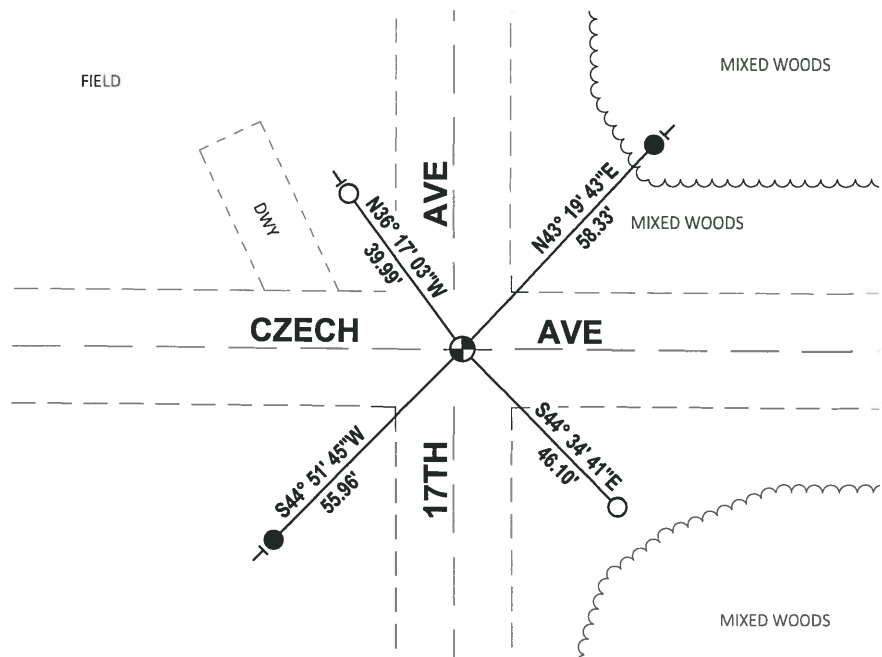 MIXED WOODS
FIELD
AVE
N43° 19' 43"E
58.33'
N36° 17' 03"W
39.99'
DWY
MIXED WOODS
CZECH
AVE
S44° 51' 45"W
55.96'
17TH
S44° 34' 41"E
46.10'
MIXED WOODS